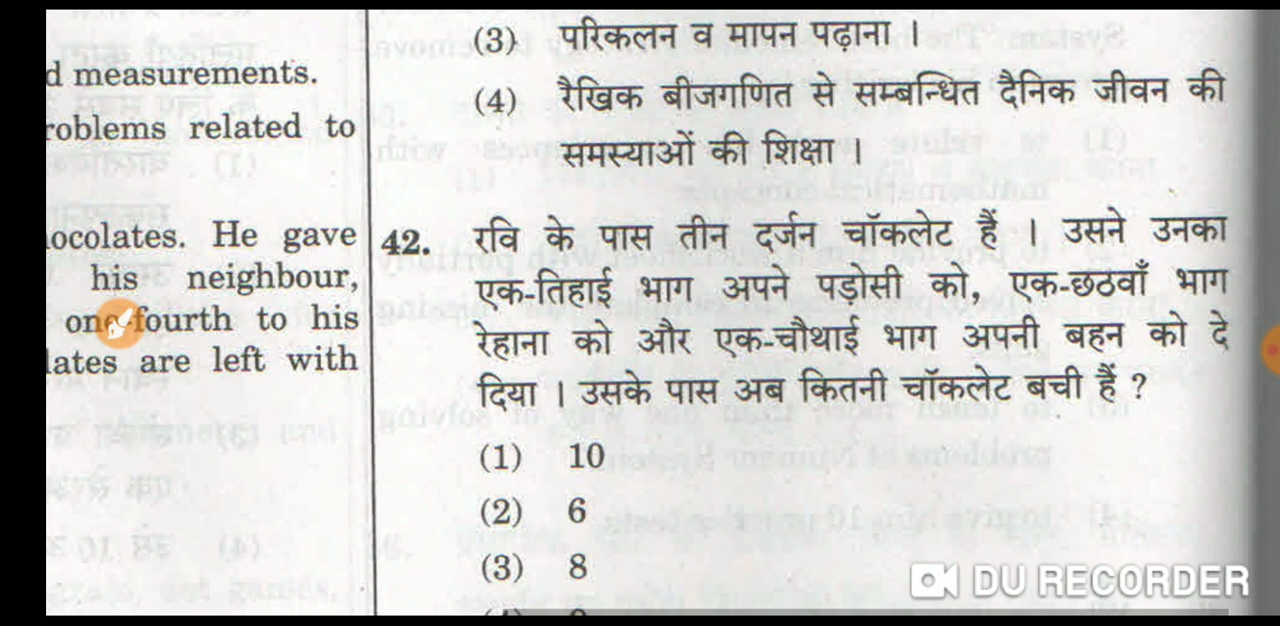 d measurements.
roblems related to
ocolates. He gave
his neighbour,
one-fourth to his
lates are left with
(3) परिकलन व मापन पढ़ाना ।
(4) रैखिक बीजगणित से सम्बन्धित दैनिक जीवन की
समस्याओं की शिक्षा ।
42. रवि के पास तीन दर्जन चॉकलेट हैं । उसने उनका
एक-तिहाई भाग अपने पड़ोसी को, एक-छठवाँ भाग
रेहाना को और एक-चौथाई भाग अपनी बहन को दे
दिया । उसके पास अब कितनी चॉकलेट बची हैं ?
(1) 10
(2) 6
(3) 8
DU RECORDER